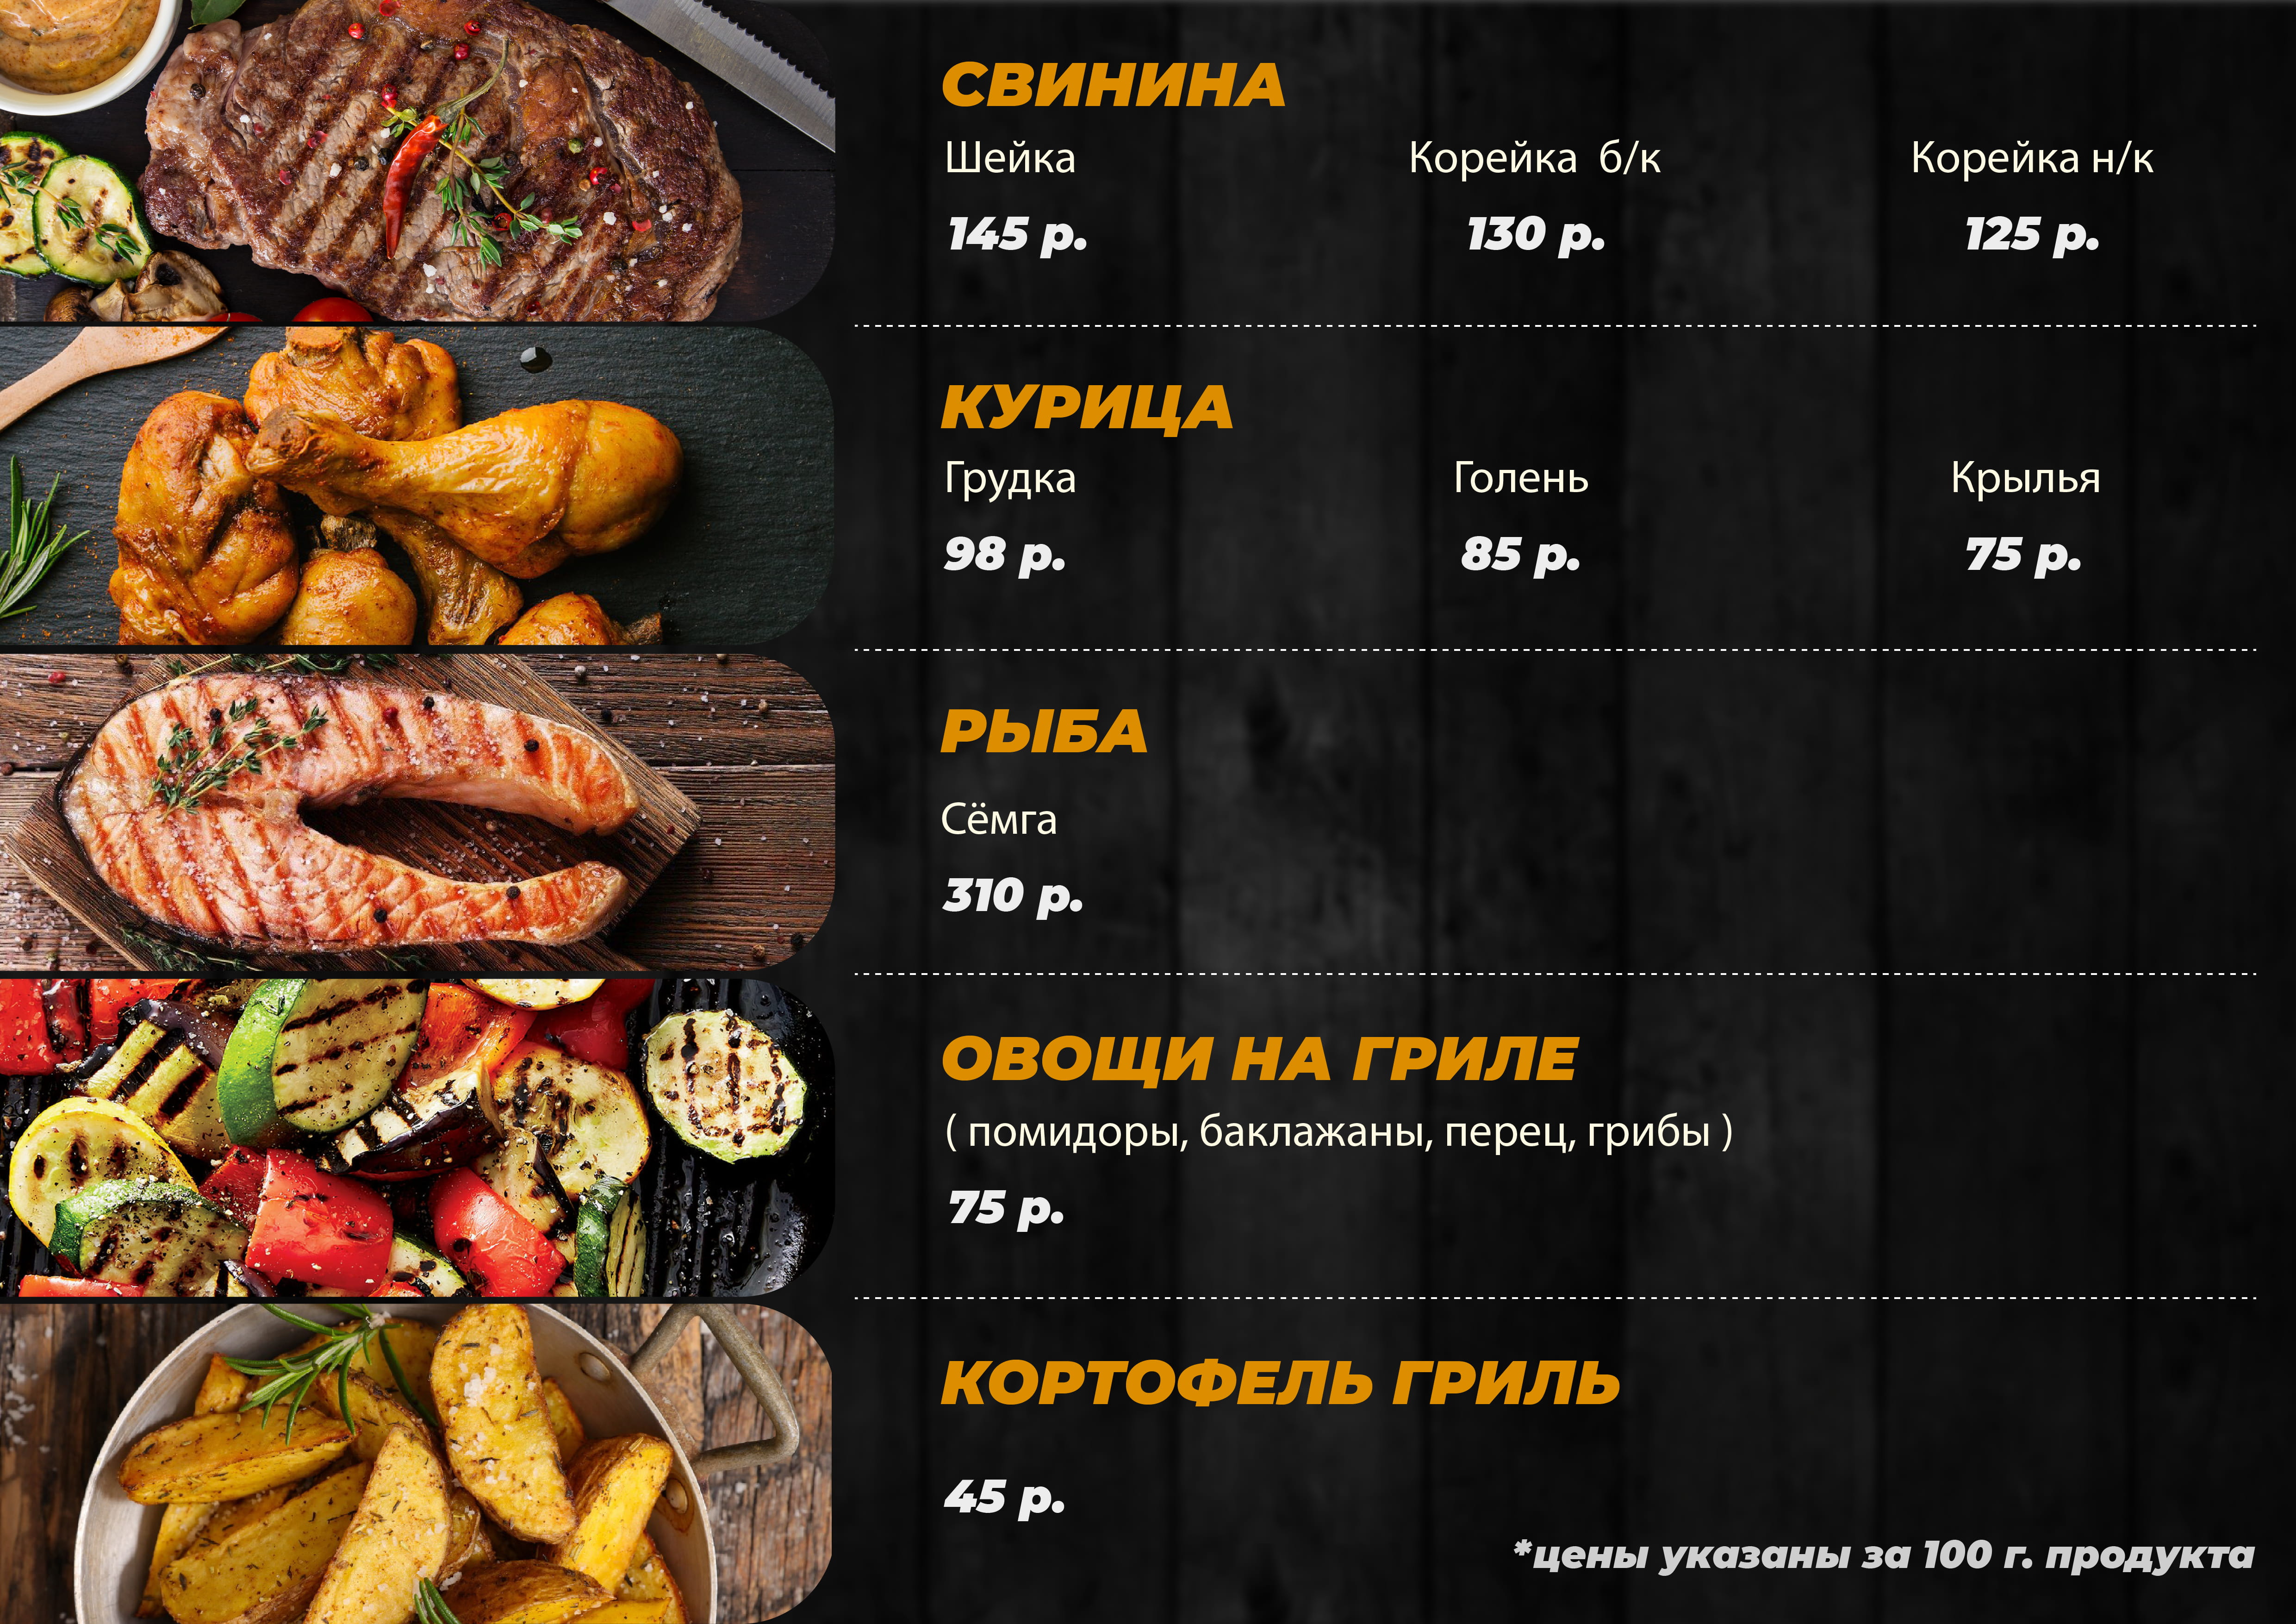 СВИНИНА
Шейка Корейка б/к Корейка н/к
145 р. 130 р. 125 р.
КУРИЦА
Грудка Голень Крылья
98 р. 85 р. 75 р.
РЫБА
Сёмга
310 р.
ОВОЩИ НА ГРИЛЕ
( помидоры, баклажаны, перец, грибы )
75 р.
КОРТОФЕЛЬ ГРИЛЬ
45 р.
*цены указаны за 100 г. продукта